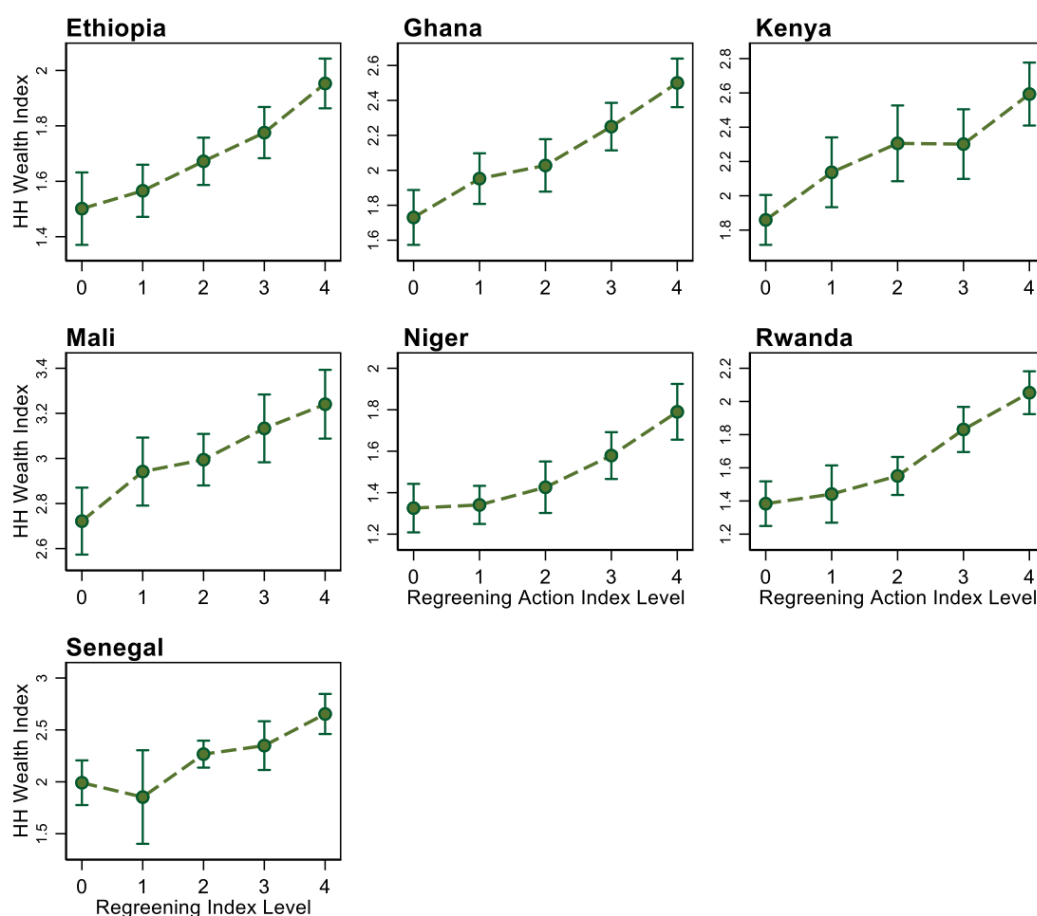 Ethiopia
HH Wealth Index
2
1.8
1.6
1.4
0 1 2 3 4
Ghana
2.6
2.4
2.2
2
1.8
1.6
0 1 2 3 4
Kenya
2.8
2.6
2.4
2.2
2
1.8
0 1 2 3 4
Mali
HH Wealth Index
3.4
3.2
3
2.8
2.6
0 1 2 3 4
Niger
2
1.8
1.6
1.4
1.2
0 1 2 3 4
Regreening Action Index Level
Rwanda
2.2
2
1.8
1.6
1.4
1.2
0 1 2 3 4
Regreening Action Index Level
Senegal
HH Wealth Index
3
2.5
2
1.5
0 1 2 3 4
Regreening Index Level